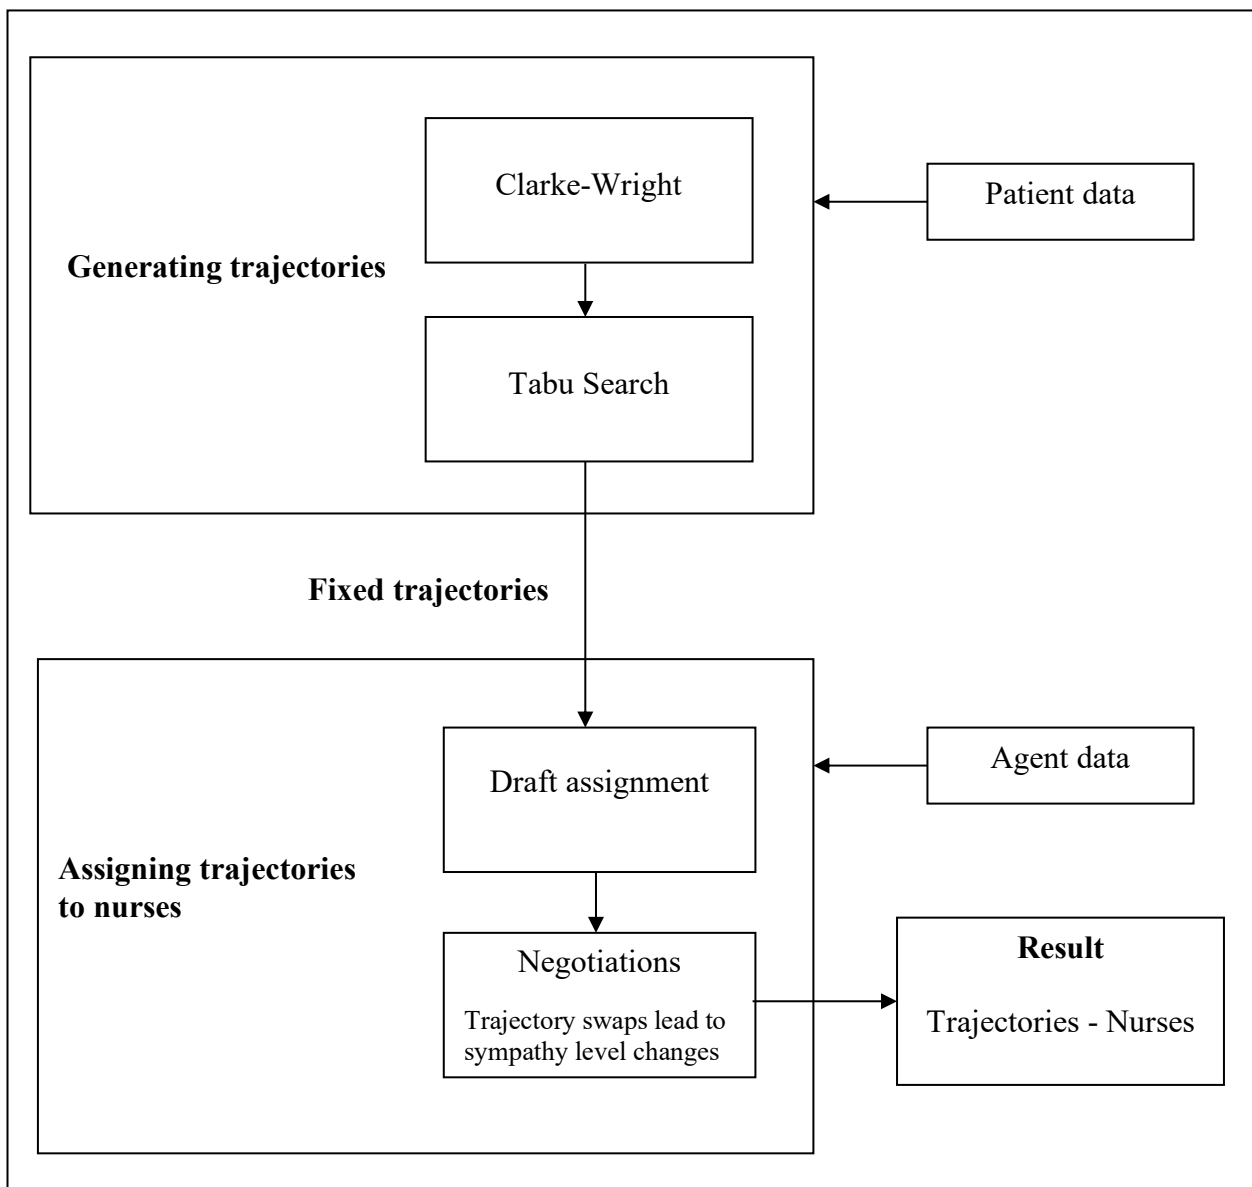 Clarke-Wright
Patient data
Generating trajectories
Tabu Search
Fixed trajectories
Draft assignment
Agent data
Assigning trajectories
to nurses
Negotiations
Trajectory swaps lead to
sympathy level changes
Result
Trajectories - Nurses